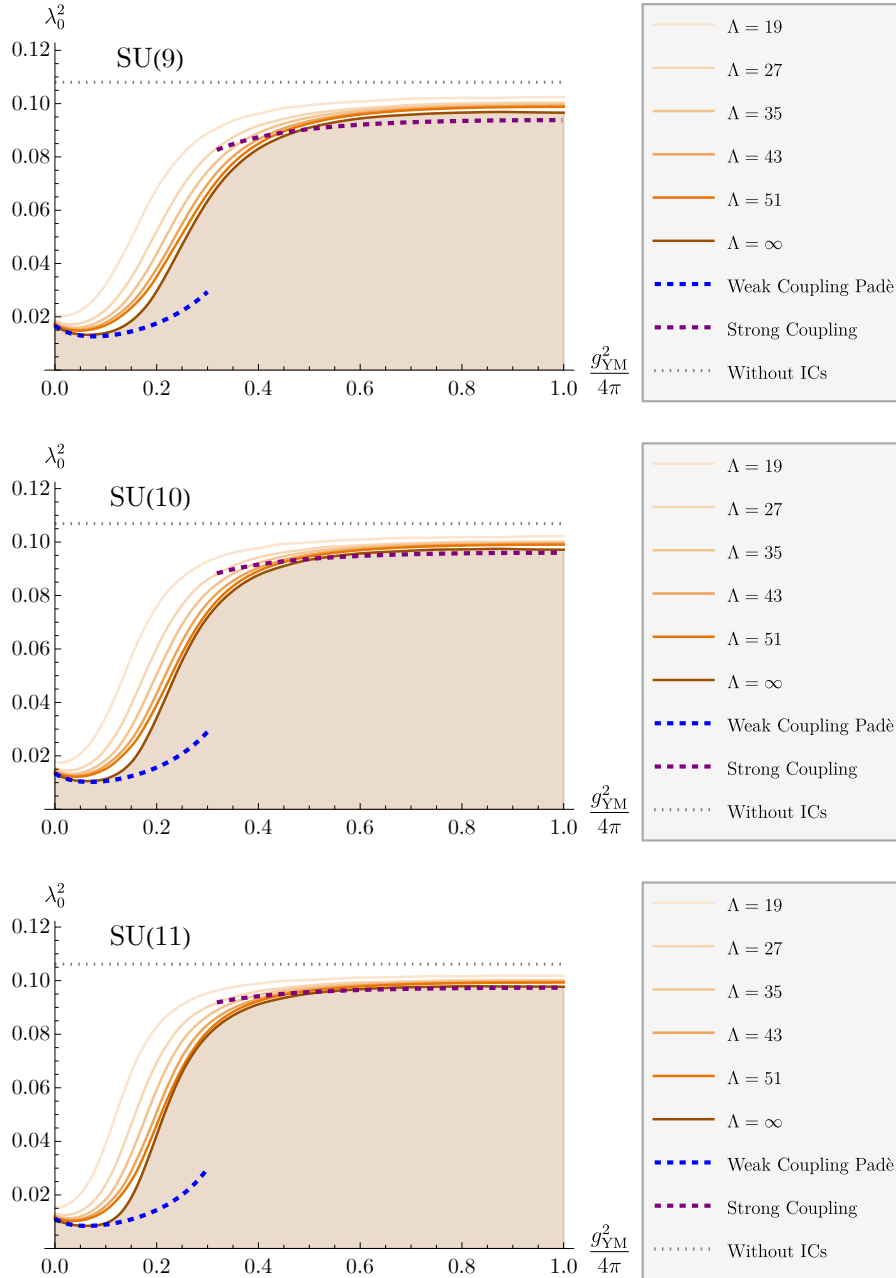 λ₀²
0.12
SU(9)
0.10
0.08
0.06
0.04
0.02
0.0 0.2 0.4 0.6 0.8 1.0
g²_YM
4π
Λ = 19
Λ = 27
Λ = 35
Λ = 43
Λ = 51
Λ = ∞
Weak Coupling Padè
Strong Coupling
Without ICs
λ₀²
0.12
SU(10)
0.10
0.08
0.06
0.04
0.02
0.0 0.2 0.4 0.6 0.8 1.0
g²_YM
4π
Λ = 19
Λ = 27
Λ = 35
Λ = 43
Λ = 51
Λ = ∞
Weak Coupling Padè
Strong Coupling
Without ICs
λ₀²
0.12
SU(11)
0.10
0.08
0.06
0.04
0.02
0.0 0.2 0.4 0.6 0.8 1.0
g²_YM
4π
Λ = 19
Λ = 27
Λ = 35
Λ = 43
Λ = 51
Λ = ∞
Weak Coupling Padè
Strong Coupling
Without ICs